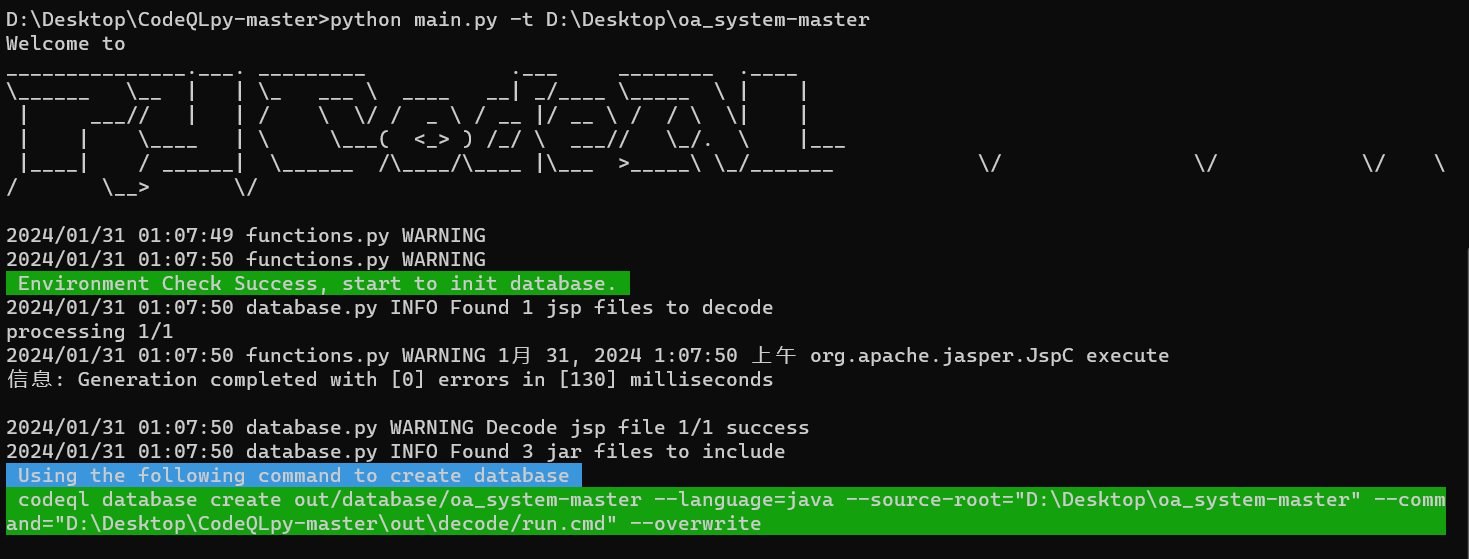 D:\Desktop\CodeQLpy-master>python main.py -t D:\Desktop\oa_system-master
Welcome to
_______________.___. _________            .___     ________  .____
\______   \__  |   | \_   ___ \  ____   __| _/____ \_____  \ |    |
 |     ___//   |   | /    \  \/ /  _ \ / __ |/ __ \ /  / \  \|    |
 |    |    \____   | \     \___(  <_> ) /_/ \  ___//   \_/.  \    |___
 |____|    / ______|  \______  /\____/\____ |\___  >_____\ \_/_______            \/                 \/            \/    \
/       \__>       \/

2024/01/31 01:07:49 functions.py WARNING
2024/01/31 01:07:50 functions.py WARNING
 Environment Check Success, start to init database.
2024/01/31 01:07:50 database.py INFO Found 1 jsp files to decode
processing 1/1
2024/01/31 01:07:50 functions.py WARNING 1月 31, 2024 1:07:50 上午 org.apache.jasper.JspC execute
信息: Generation completed with [0] errors in [130] milliseconds

2024/01/31 01:07:50 database.py WARNING Decode jsp file 1/1 success
2024/01/31 01:07:50 database.py INFO Found 3 jar files to include
 Using the following command to create database
 codeql database create out/database/oa_system-master --language=java --source-root="D:\Desktop\oa_system-master" --comm
and="D:\Desktop\CodeQLpy-master\out\decode/run.cmd" --overwrite